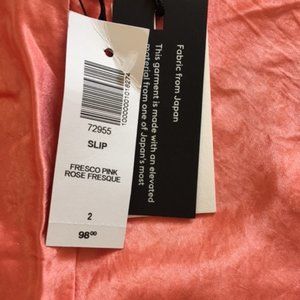 72955
SLIP
FRESCO PINK
ROSE FRESQUE
2
98.00
Fabric from Japan
This garment is made with an elevated
material from one of Japan's most